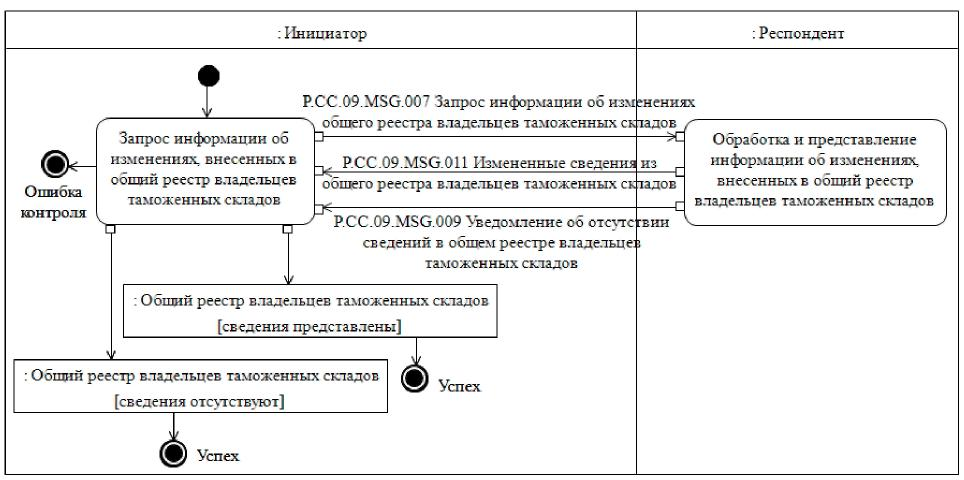 : Инициатор
: Респондент
P.CC.09.MSG.007 Запрос информации об изменениях
общего реестра владельцев таможенных складов
Запрос информации об
изменениях, внесенных в
общий реестр владельцев
таможенных складов
Обработка и представление
информации об изменениях,
внесенных в общий реестр
владельцев таможенных складов
P.CC.09.MSG.011 Измененные сведения из
общего реестра владельцев таможенных складов
Ошибка
контроля
P.CC.09.MSG.009 Уведомление об отсутствии
сведений в общем реестре владельцев
таможенных складов
: Общий реестр владельцев таможенных складов
[сведения представлены]
: Общий реестр владельцев таможенных складов
[сведения отсутствуют]
Успех
Успех